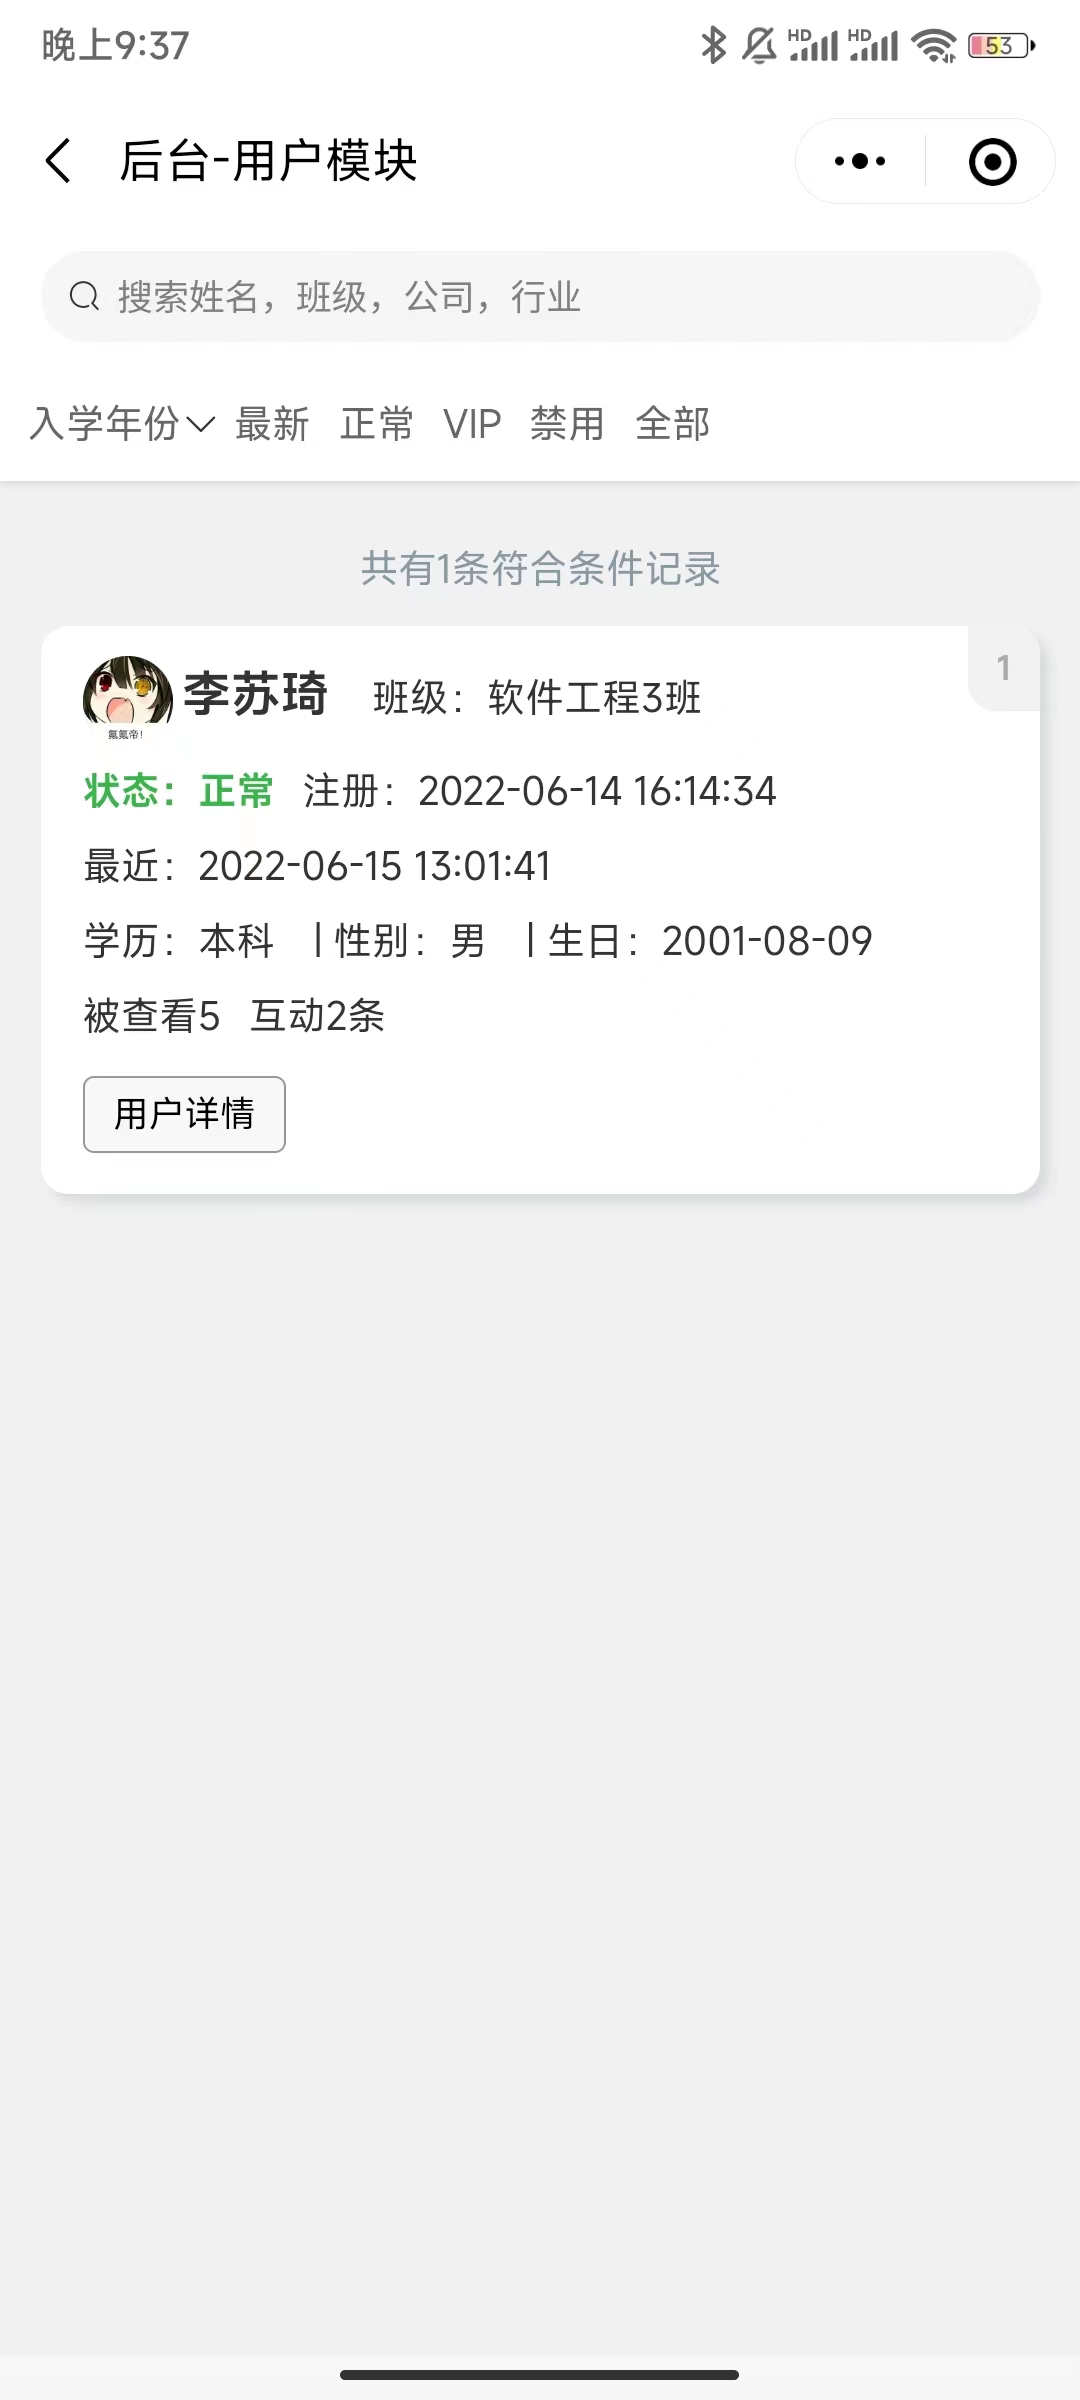 晚上9:37 HD HD 53
后台-用户模块
搜索姓名，班级，公司，行业
入学年份 最新 正常 VIP 禁用 全部
共有1条符合条件记录
1
李苏琦 班级：软件工程3班
氪氪帝！
状态：正常 注册：2022-06-14 16:14:34
最近：2022-06-15 13:01:41
学历：本科 | 性别：男 | 生日：2001-08-09
被查看5 互动2条
用户详情